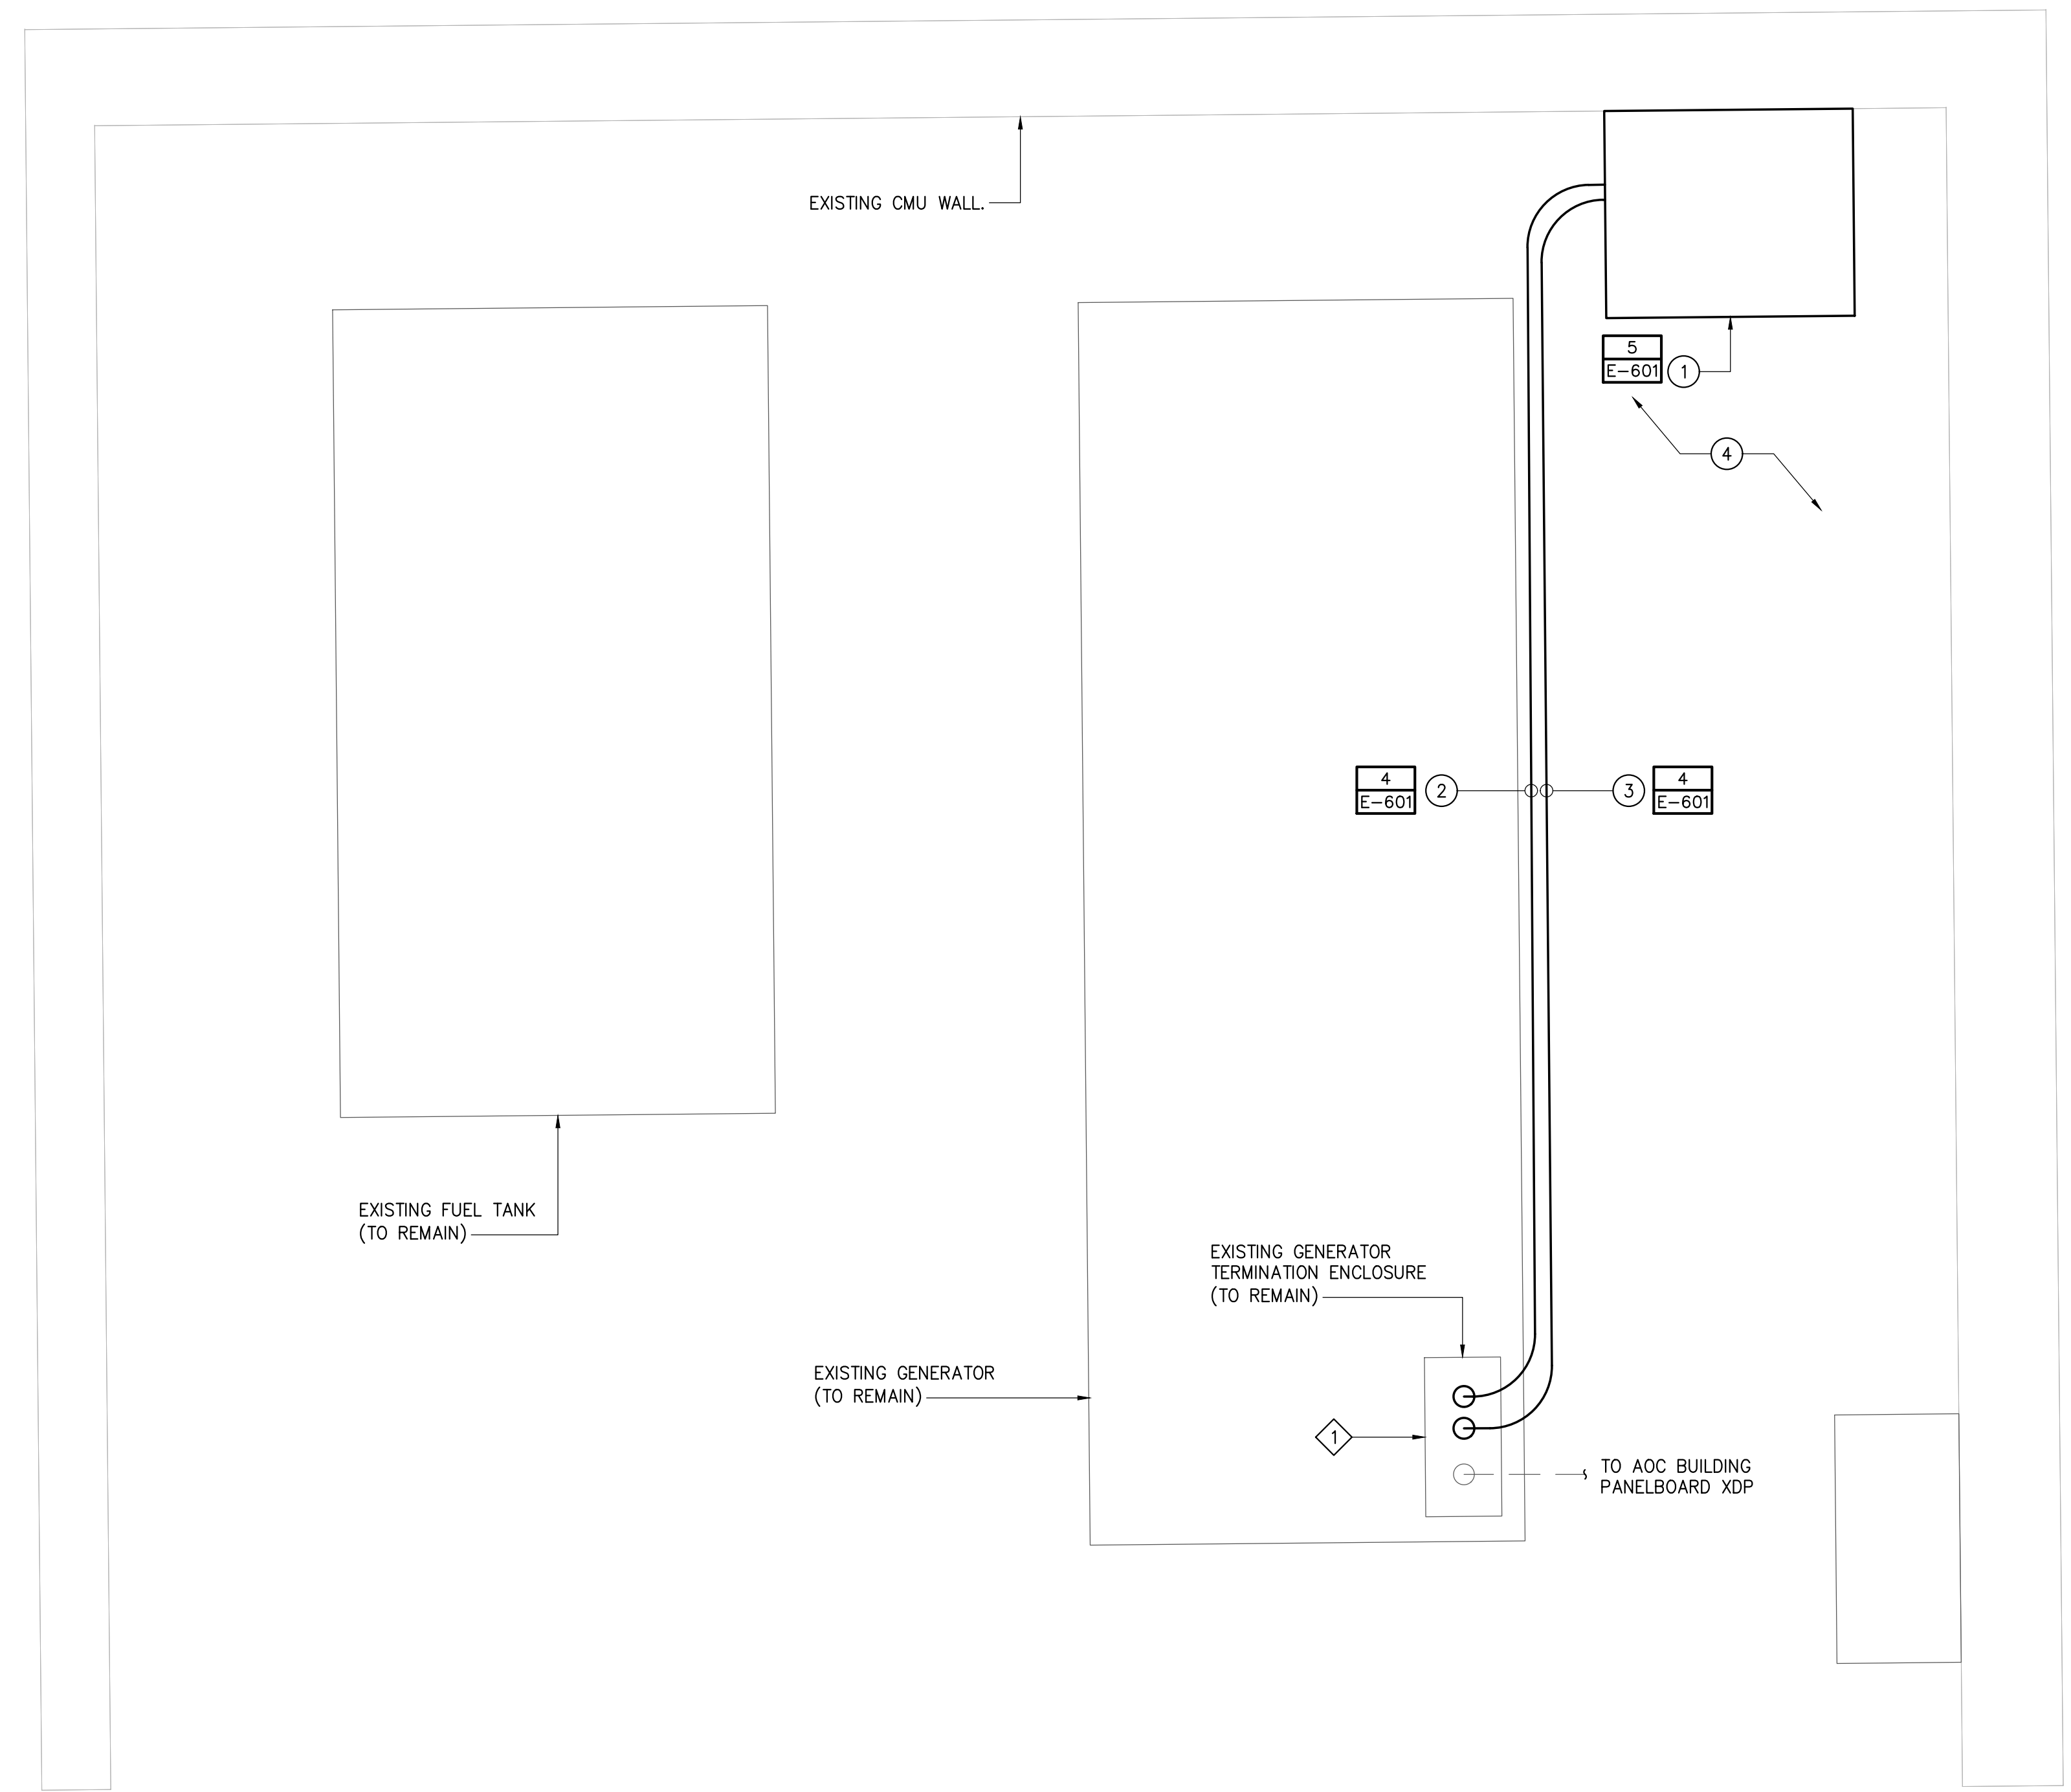 EXISTING CMU WALL.
5
E-601
1
4
4
E-601
2
3
4
E-601
EXISTING FUEL TANK
(TO REMAIN)
EXISTING GENERATOR
TERMINATION ENCLOSURE
(TO REMAIN)
EXISTING GENERATOR
(TO REMAIN)
1
TO AOC BUILDING
PANELBOARD XDP